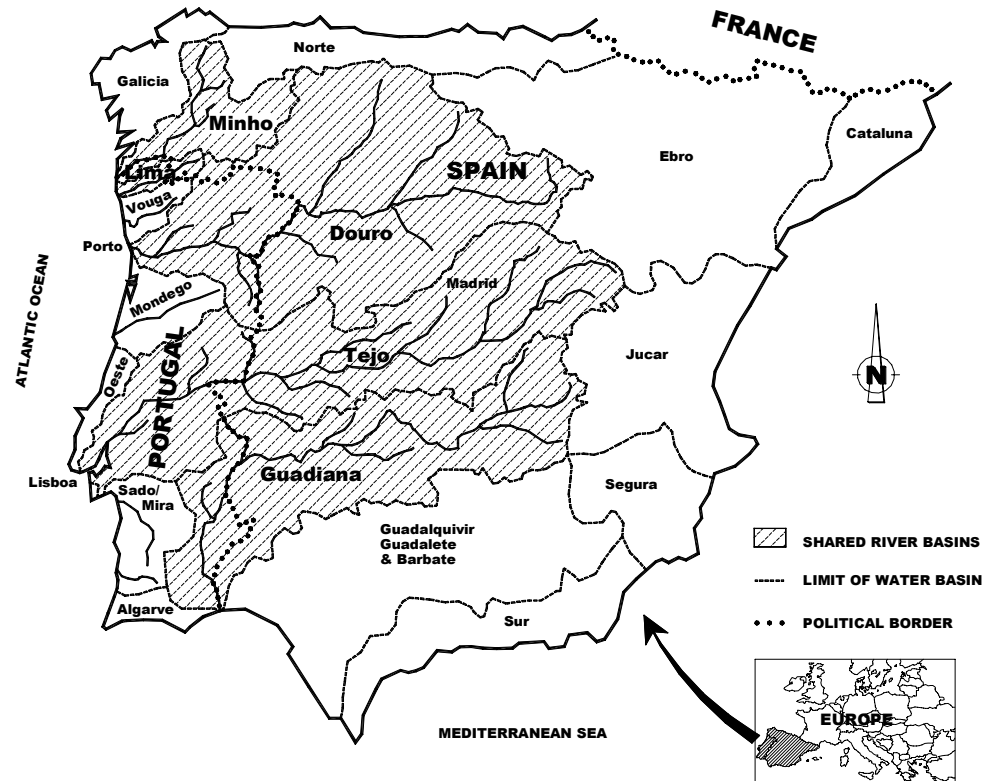 FRANCE
Norte
Galicia
Minho
Cataluna
Ebro
SPAIN
Lima
Vouga
Douro
Porto
Madrid
Mondego
ATLANTIC OCEAN
PORTUGAL
Tejo
Jucar
Oeste
N
Guadiana
Lisboa
Sado/
Mira
Segura
Guadalquivir
Guadalete
& Barbate
SHARED RIVER BASINS
LIMIT OF WATER BASIN
Algarve
Sur
POLITICAL BORDER
EUROPE
MEDITERRANEAN SEA